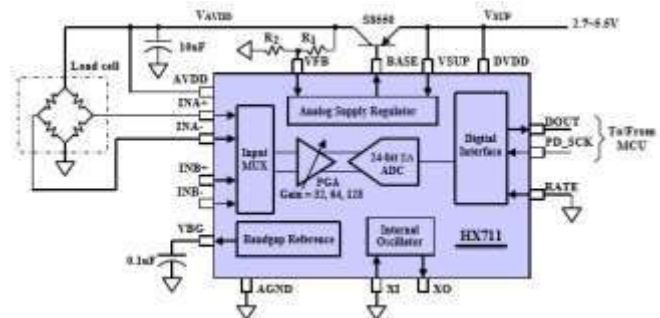 VAVDD
S8550
VSUP
2.7~5.5V
R2
R1
10uF
Load cell
AVDD
VFB
BASE
VSUP
DVDD
INA+
INA-
INB+
INB-
Analog Supply Regulator
Input
MUX
PGA
Gain = 32, 64, 128
24-bit ΣΔ
ADC
Digital
Interface
DOUT
PD_SCK
To/From
MCU
RATE
VBG
0.1uF
Bandgap Reference
Internal
Oscillator
HX711
AGND
XI
XO